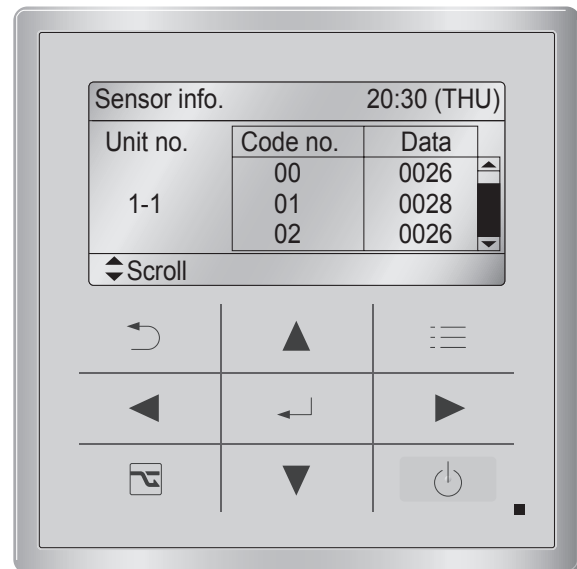 Sensor info. 20:30 (THU)
Unit no. Code no. Data
00 0026
1-1 01 0028
02 0026
Scroll